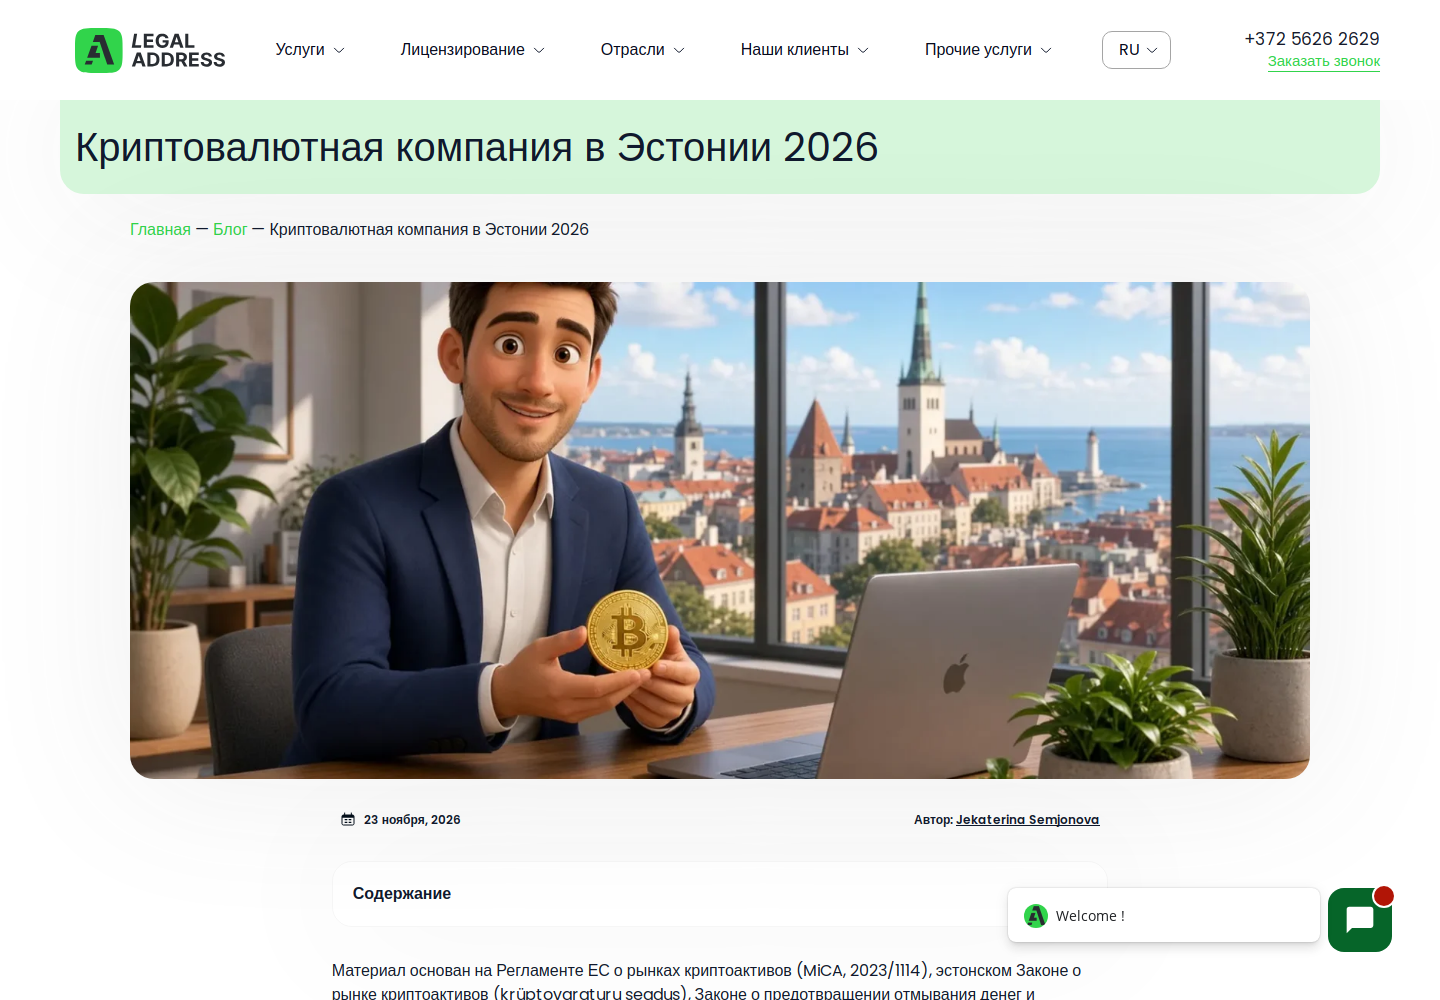 LEGAL
ADDRESS
Услуги
Лицензирование
Отрасли
Наши клиенты
Прочие услуги
RU
+372 5626 2629
Заказать звонок
Криптовалютная компания в Эстонии 2026
Главная — Блог — Криптовалютная компания в Эстонии 2026
23 ноября, 2026
Автор: Jekaterina Semjonova
Содержание
Welcome !
Материал основан на Регламенте ЕС о рынках криптоактивов (MiCA, 2023/1114), эстонском Законе о
рынке криптоактивов (krüptovaraturu seadus), Законе о предотвращении отмывания денег и